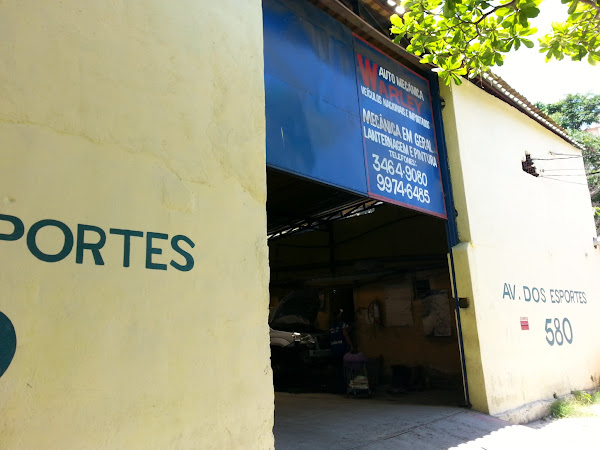 PORTES
AUTO MECÂNICA
WARLEY
VEÍCULOS NACIONAIS E IMPORTADOS
MECÂNICA EM GERAL
LANTERNAGEM E PINTURA
TELEFONES:
3464-9080
9974-6485
AV. DOS ESPORTES
580